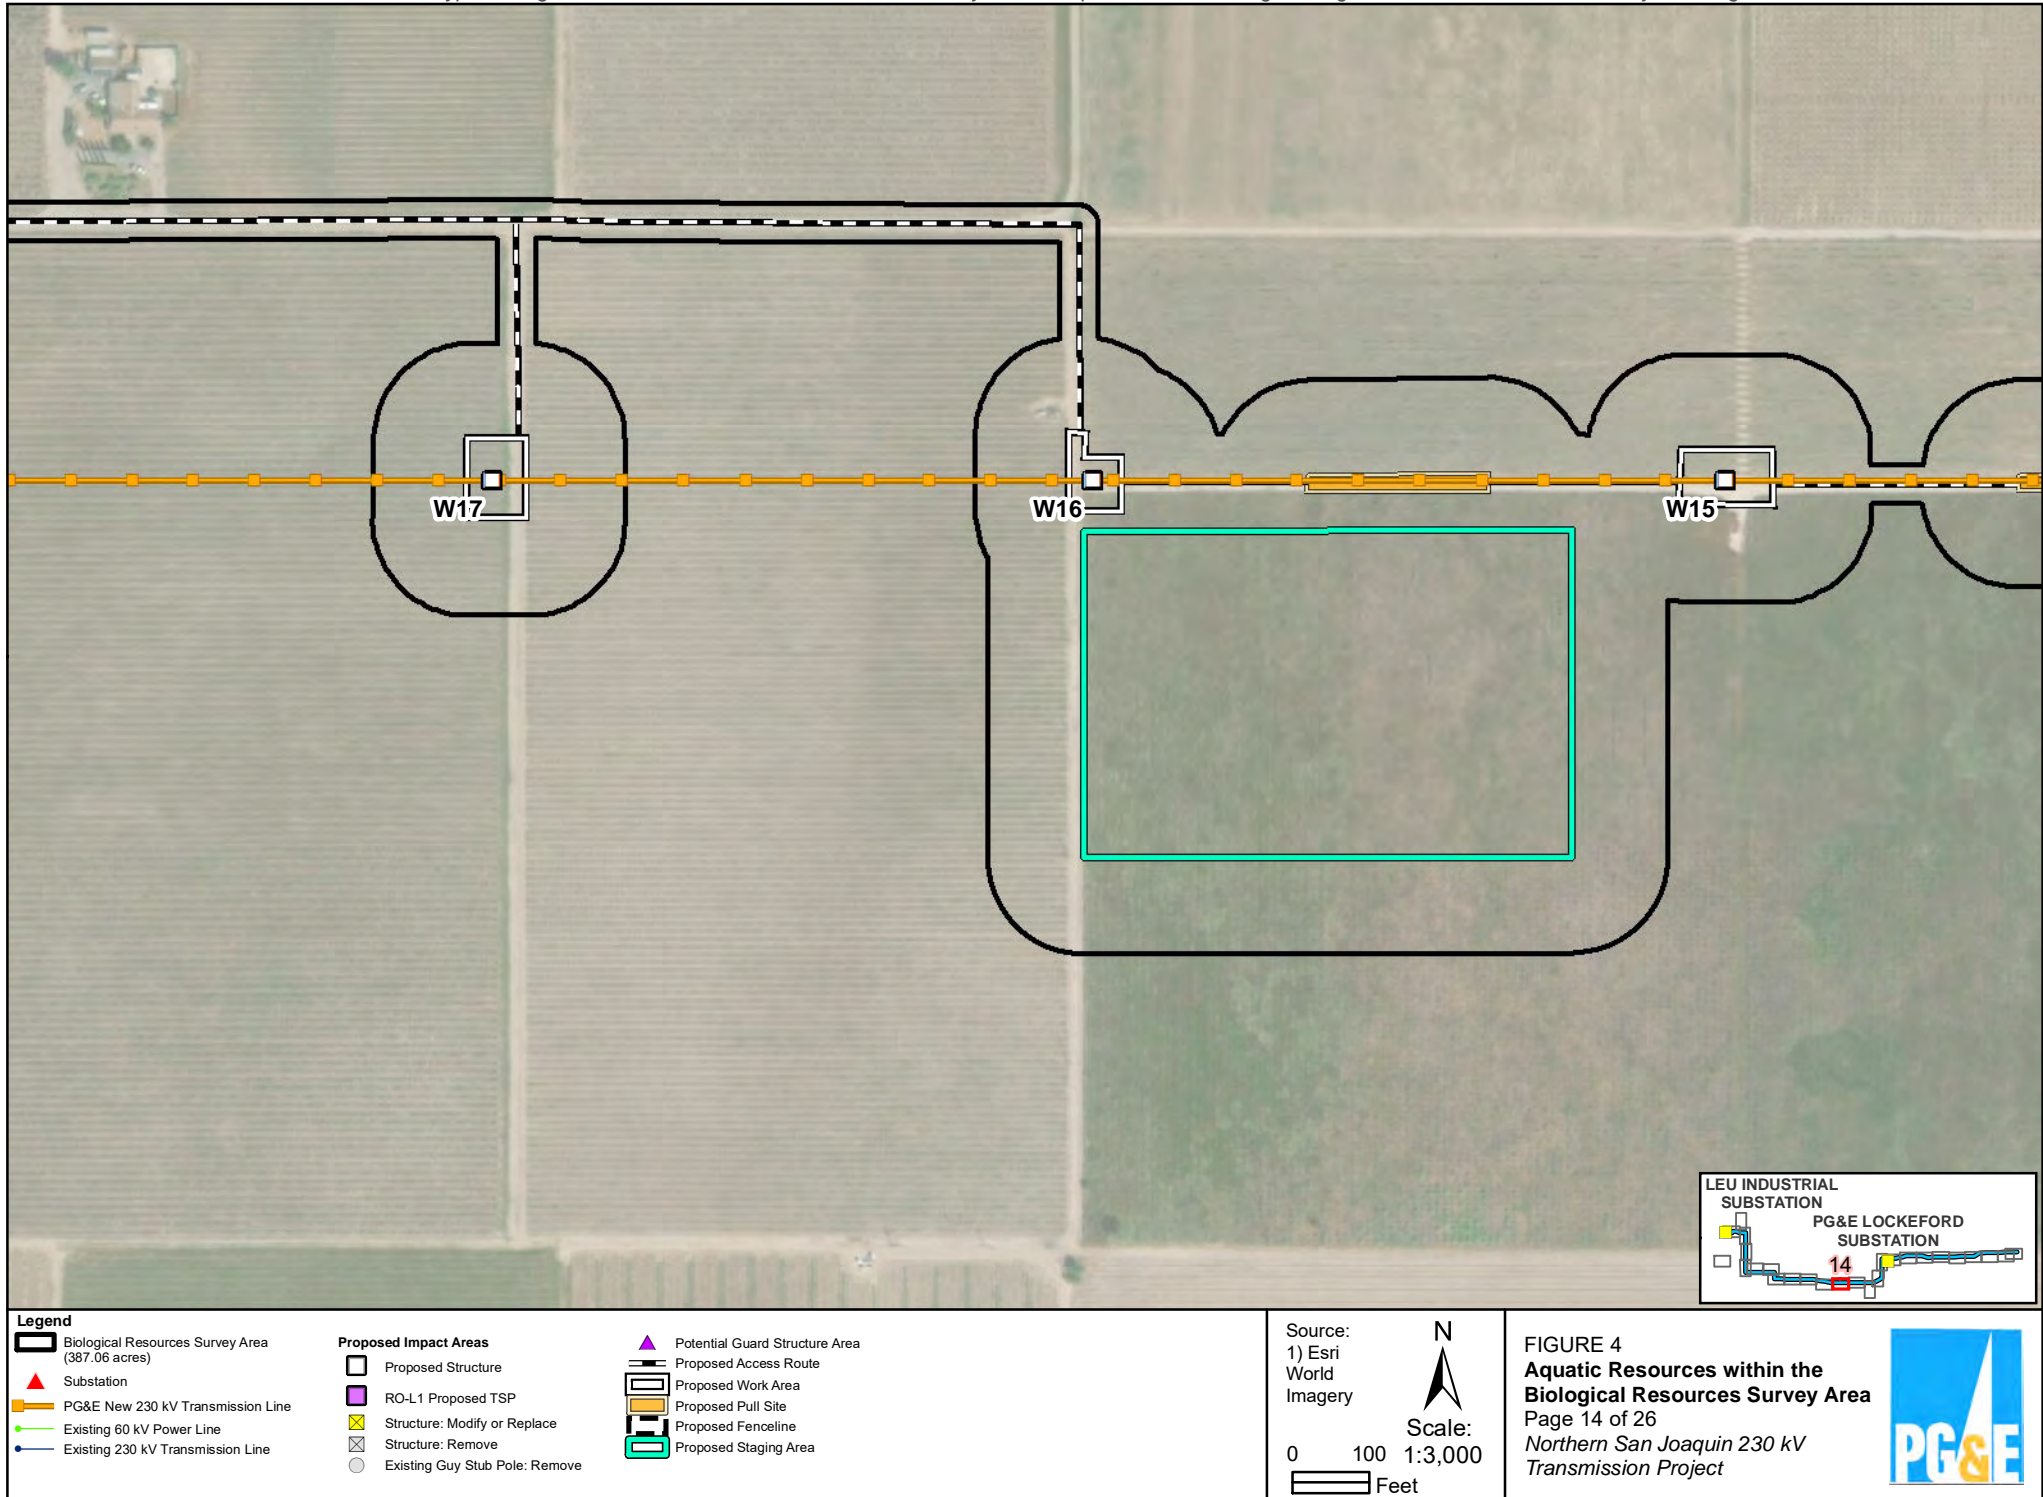 W17
W16
W15
LEU INDUSTRIAL
SUBSTATION
PG&E LOCKEFORD
SUBSTATION
14
Legend
Biological Resources Survey Area
(387.06 acres)
Substation
PG&E New 230 kV Transmission Line
Existing 60 kV Power Line
Existing 230 kV Transmission Line
Proposed Impact Areas
Proposed Structure
RO-L1 Proposed TSP
Structure: Modify or Replace
Structure: Remove
Existing Guy Stub Pole: Remove
Potential Guard Structure Area
Proposed Access Route
Proposed Work Area
Proposed Pull Site
Proposed Fenceline
Proposed Staging Area
Source:
1) Esri
World
Imagery
N
Scale:
1:3,000
0 100
Feet
FIGURE 4
Aquatic Resources within the
Biological Resources Survey Area
Page 14 of 26
Northern San Joaquin 230 kV
Transmission Project
PG&E